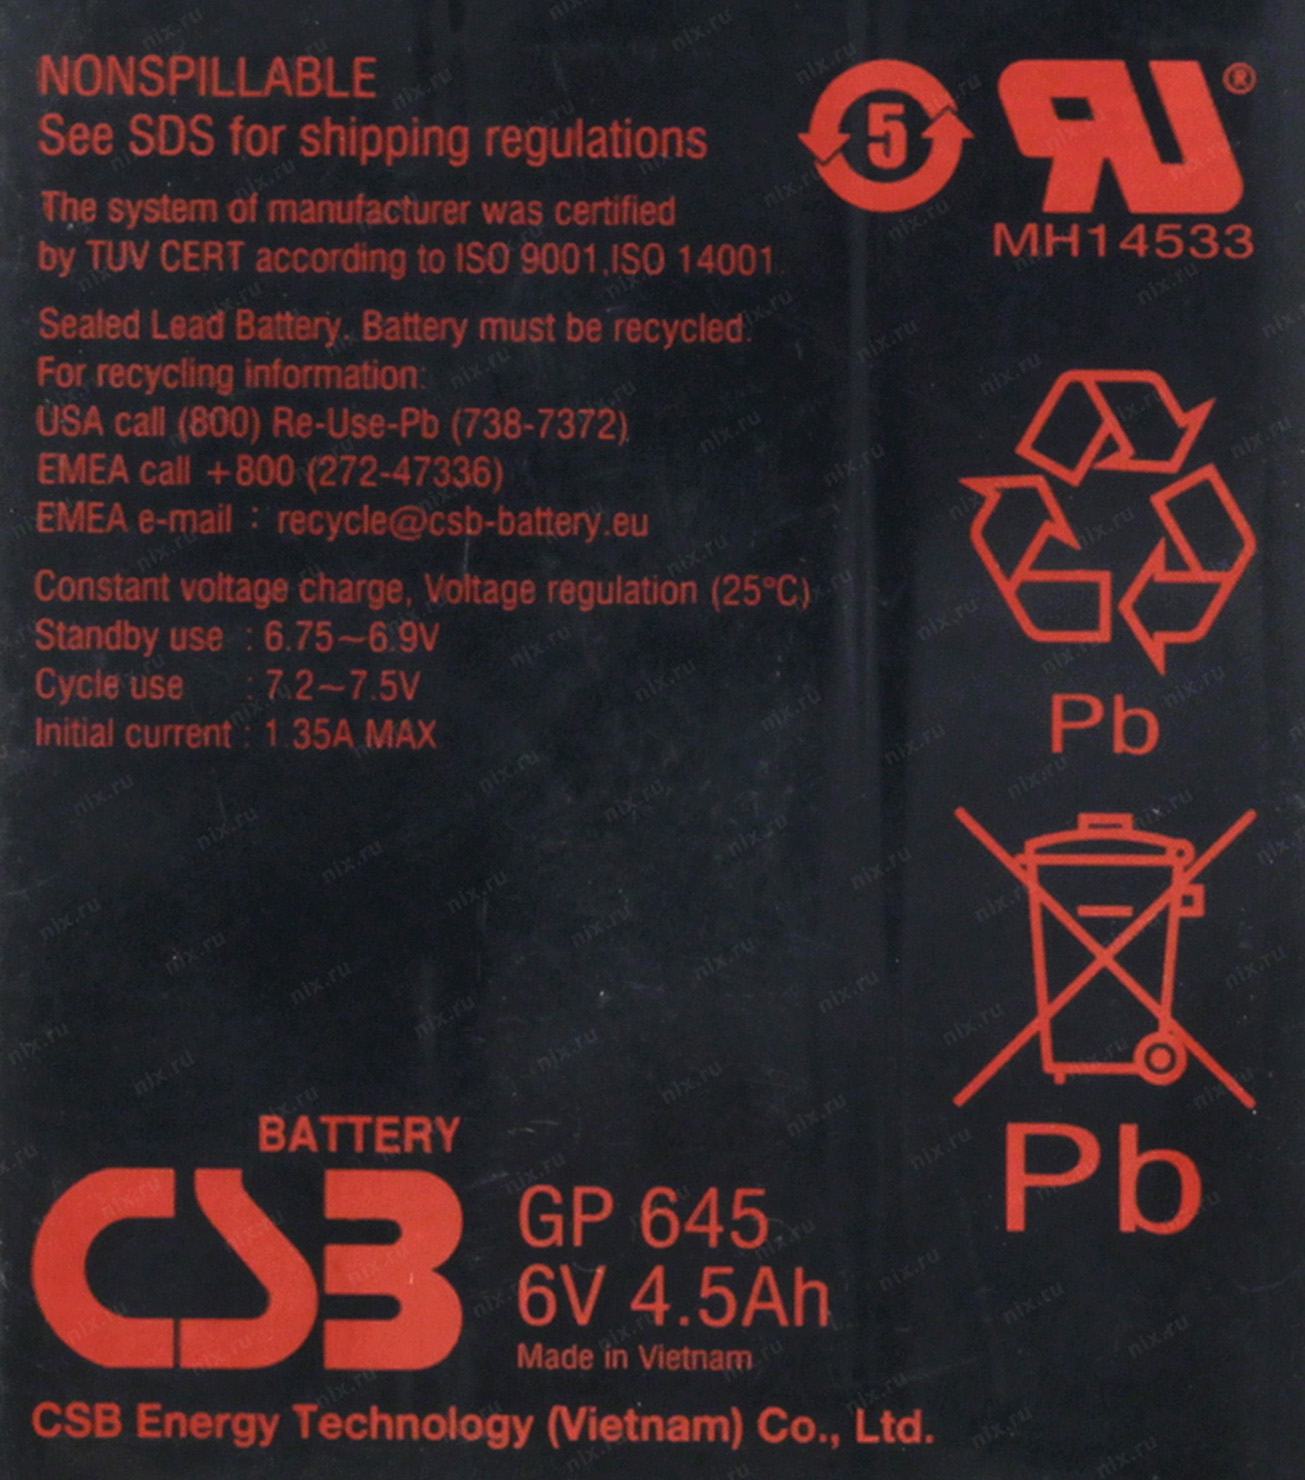 NONSPILLABLE
See SDS for shipping regulations
The system of manufacturer was certified
by TUV CERT according to ISO 9001,ISO 14001.
Sealed Lead Battery. Battery must be recycled.
For recycling information:
USA call (800) Re-Use-Pb (738-7372),
EMEA call +800 (272-47336)
EMEA e-mail : recycle@csb-battery.eu
Constant voltage charge, Voltage regulation (25°C)
Standby use : 6.75~6.9V
Cycle use : 7.2~7.5V
Initial current : 1.35A MAX
5
RU®
MH14533
Pb
Pb
BATTERY
CSB
GP 645
6V 4.5Ah
Made in Vietnam
CSB Energy Technology (Vietnam) Co., Ltd.
nix.ru